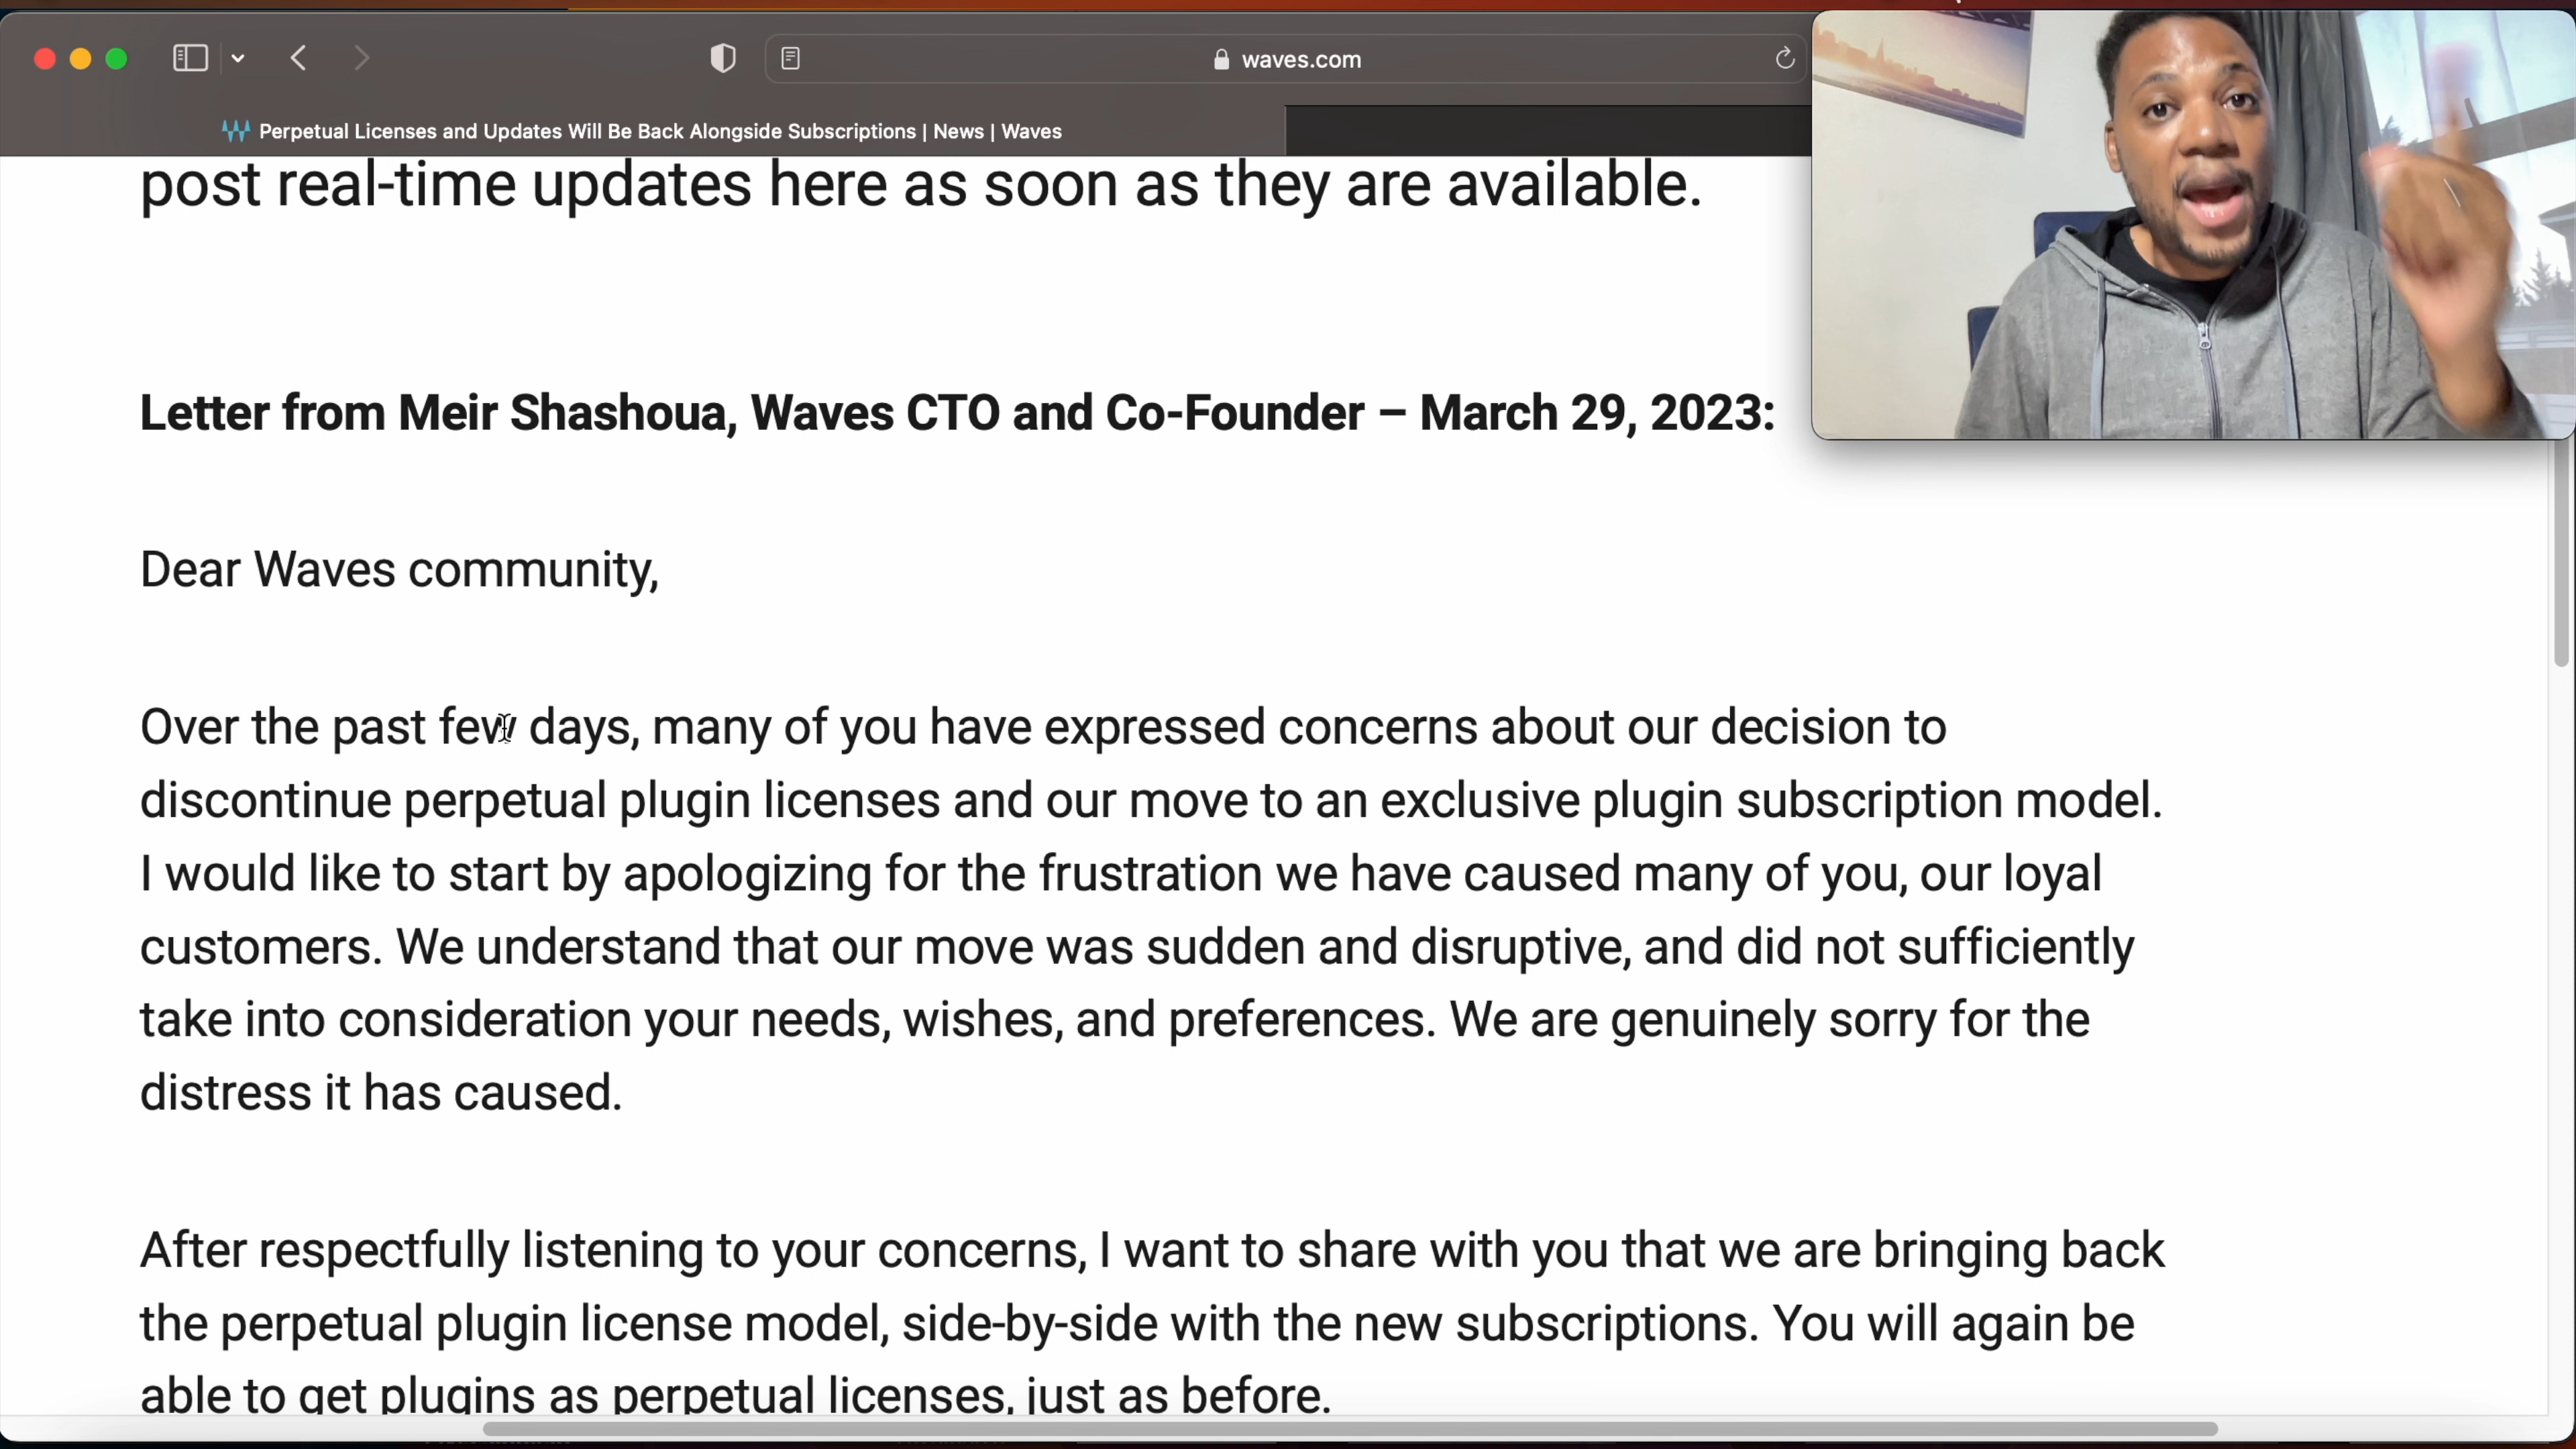 waves.com
Perpetual Licenses and Updates Will Be Back Alongside Subscriptions | News | Waves
post real-time updates here as soon as they are available.
Letter from Meir Shashoua, Waves CTO and Co-Founder – March 29, 2023:
Dear Waves community,
Over the past few days, many of you have expressed concerns about our decision to
discontinue perpetual plugin licenses and our move to an exclusive plugin subscription model.
I would like to start by apologizing for the frustration we have caused many of you, our loyal
customers. We understand that our move was sudden and disruptive, and did not sufficiently
take into consideration your needs, wishes, and preferences. We are genuinely sorry for the
distress it has caused.
After respectfully listening to your concerns, I want to share with you that we are bringing back
the perpetual plugin license model, side-by-side with the new subscriptions. You will again be
able to get plugins as perpetual licenses, just as before.